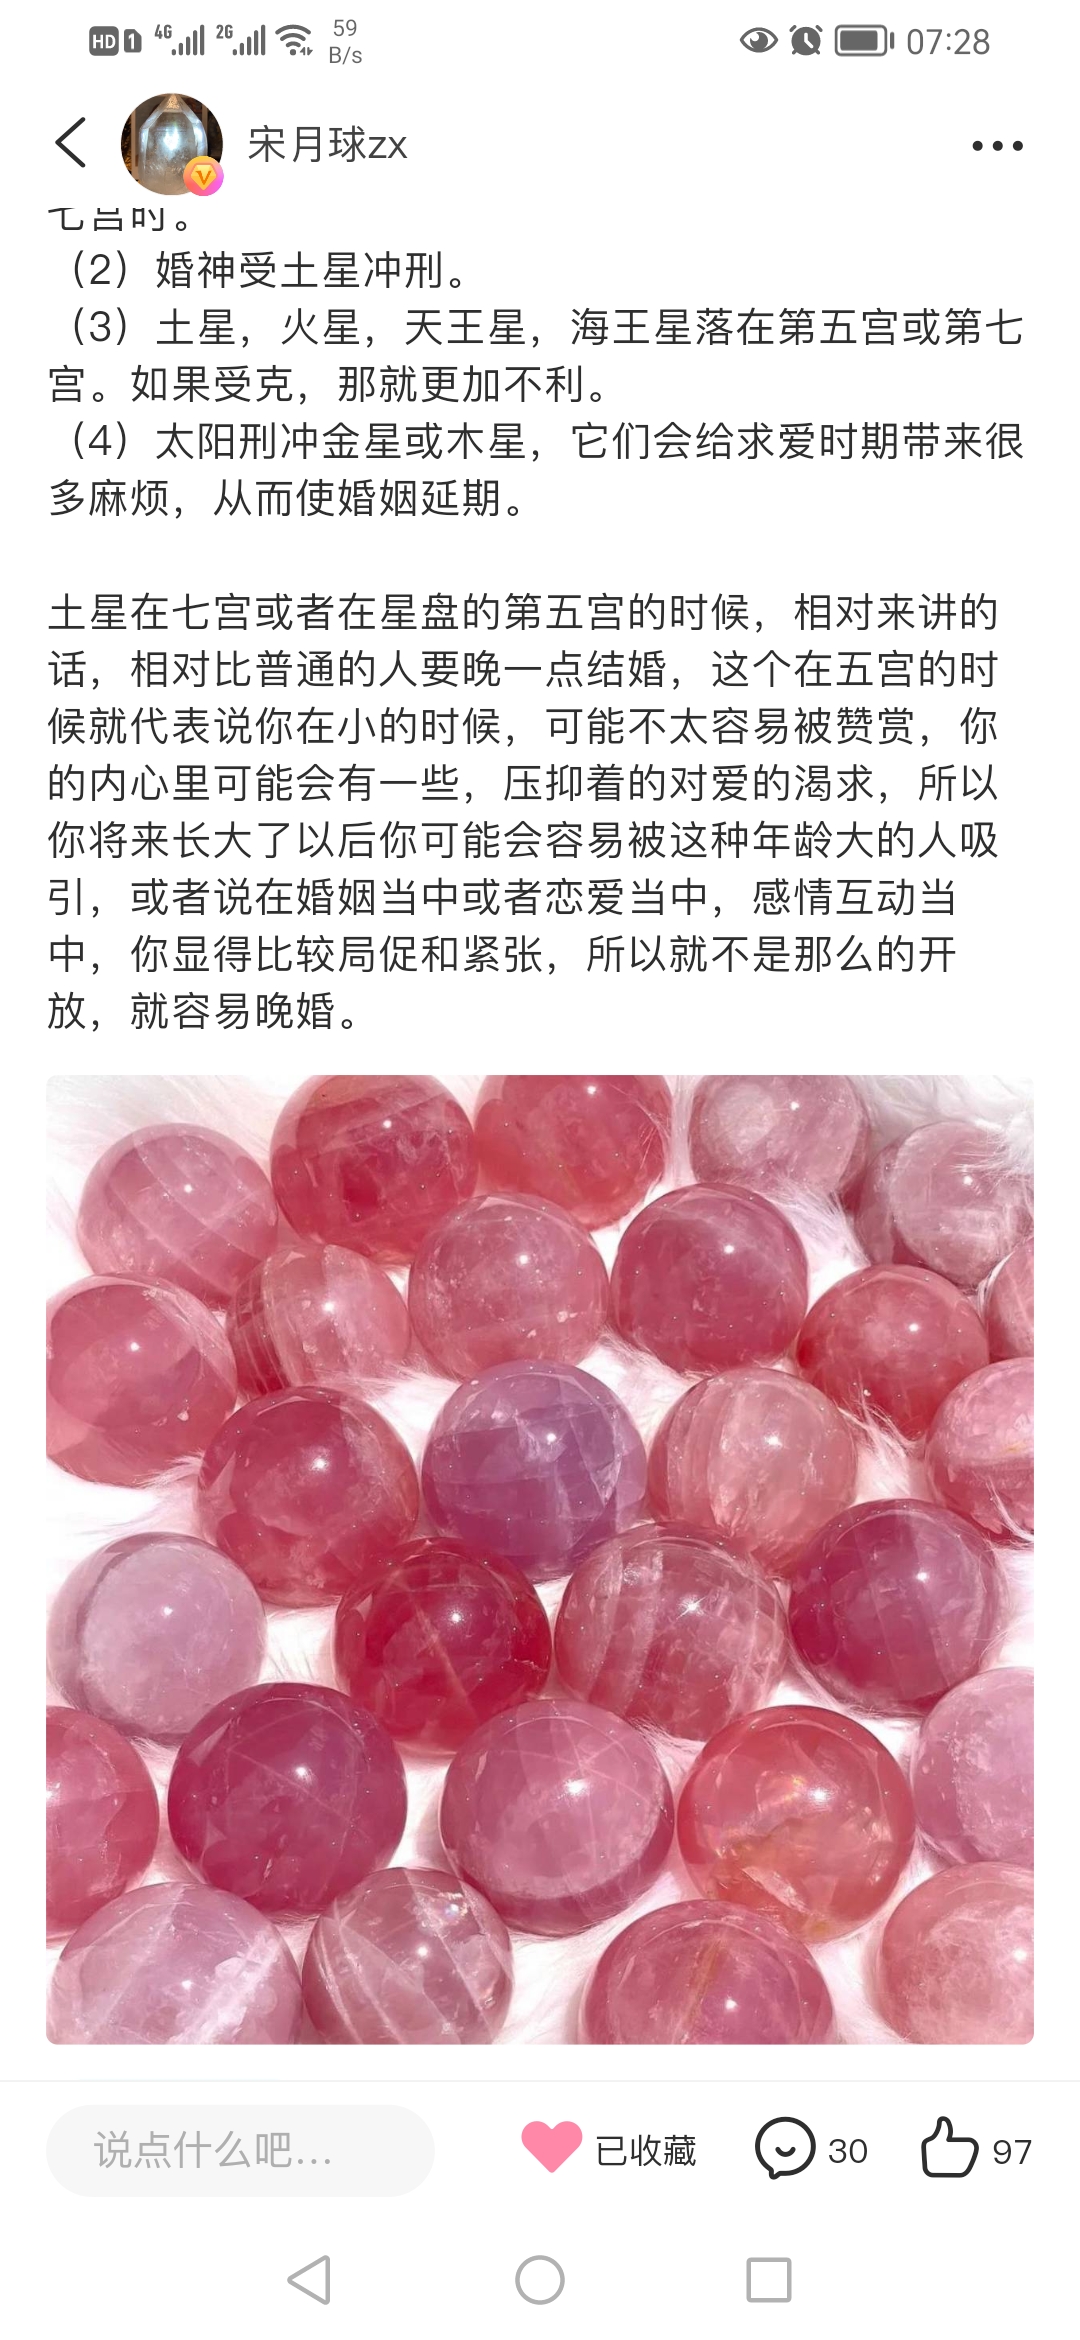 HD 1 4G 2G 59 B/s 07:28
宋月球zx
七宫时。
（2）婚神受土星冲刑。
（3）土星，火星，天王星，海王星落在第五宫或第七
宫。如果受克，那就更加不利。
（4）太阳刑冲金星或木星，它们会给求爱时期带来很
多麻烦，从而使婚姻延期。
土星在七宫或者在星盘的第五宫的时候，相对来讲的
话，相对比普通的人要晚一点结婚，这个在五宫的时
候就代表说你在小的时候，可能不太容易被赞赏，你
的内心里可能会有一些，压抑着的对爱的渴求，所以
你将来长大了以后你可能会容易被这种年龄大的人吸
引，或者说在婚姻当中或者恋爱当中，感情互动当
中，你显得比较局促和紧张，所以就不是那么的开
放，就容易晚婚。
说点什么吧... 已收藏 30 97